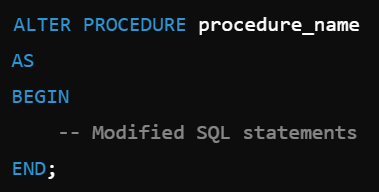 ALTER PROCEDURE procedure_name
AS
BEGIN
    -- Modified SQL statements
END;